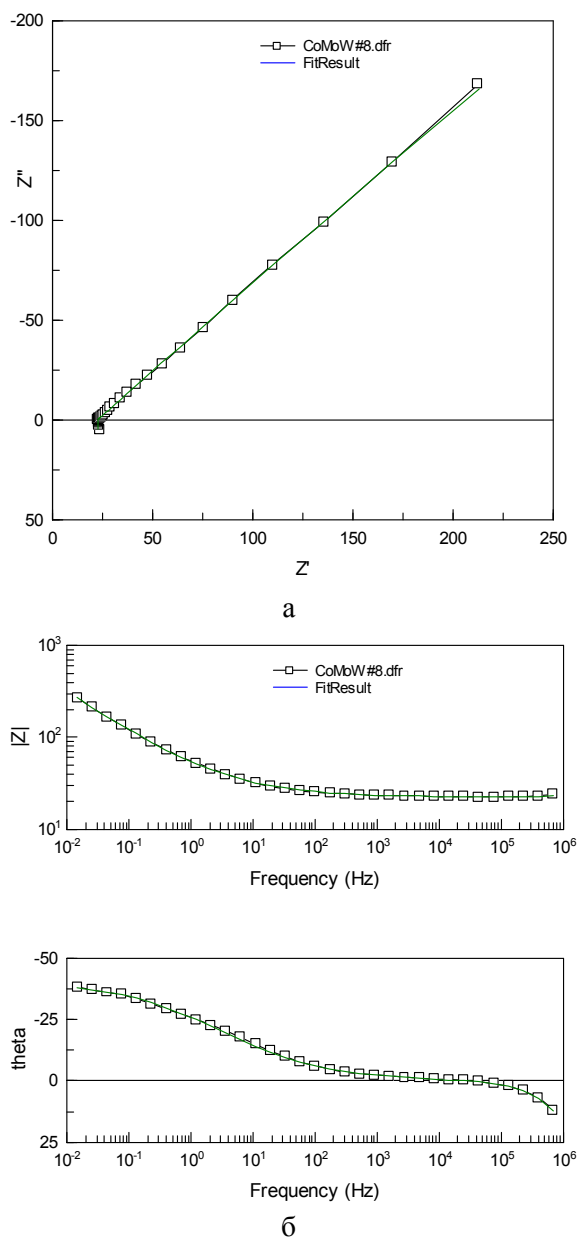 -200
CoMoW#8.dfr
FitResult
-150
-100
Z''
-50
0
50
0 50 100 150 200 250
Z'
а
10³
CoMoW#8.dfr
FitResult
|Z|
10²
10¹
10⁻² 10⁻¹ 10⁰ 10¹ 10² 10³ 10⁴ 10⁵ 10⁶
Frequency (Hz)
-50
-25
theta
0
25
10⁻² 10⁻¹ 10⁰ 10¹ 10² 10³ 10⁴ 10⁵ 10⁶
Frequency (Hz)
б